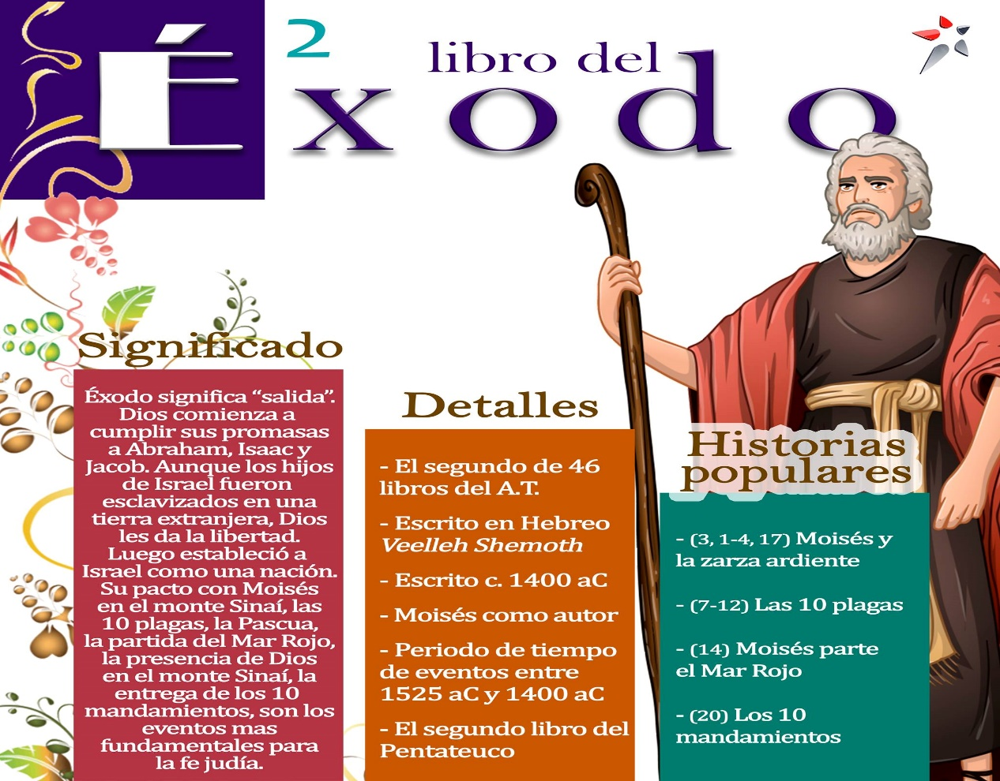 2
libro del
Éxodo
Significado
Éxodo significa “salida”.
Dios comienza a
cumplir sus promasas
a Abraham, Isaac y
Jacob. Aunque los hijos
de Israel fueron
esclavizados en una
tierra extranjera, Dios
les da la libertad.
Luego estableció a
Israel como una nación.
Su pacto con Moisés
en el monte Sinaí, las
10 plagas, la Pascua,
la partida del Mar Rojo,
la presencia de Dios
en el monte Sinaí, la
entrega de los 10
mandamientos, son los
eventos mas
fundamentales para
la fe judía.
Detalles
- El segundo de 46
libros del A.T.
- Escrito en Hebreo
Veelleh Shemoth
- Escrito c. 1400 aC
- Moisés como autor
- Periodo de tiempo
de eventos entre
1525 aC y 1400 aC
- El segundo libro del
Pentateuco
Historias
populares
- (3, 1-4, 17) Moisés y
la zarza ardiente
- (7-12) Las 10 plagas
- (14) Moisés parte
el Mar Rojo
- (20) Los 10
mandamientos